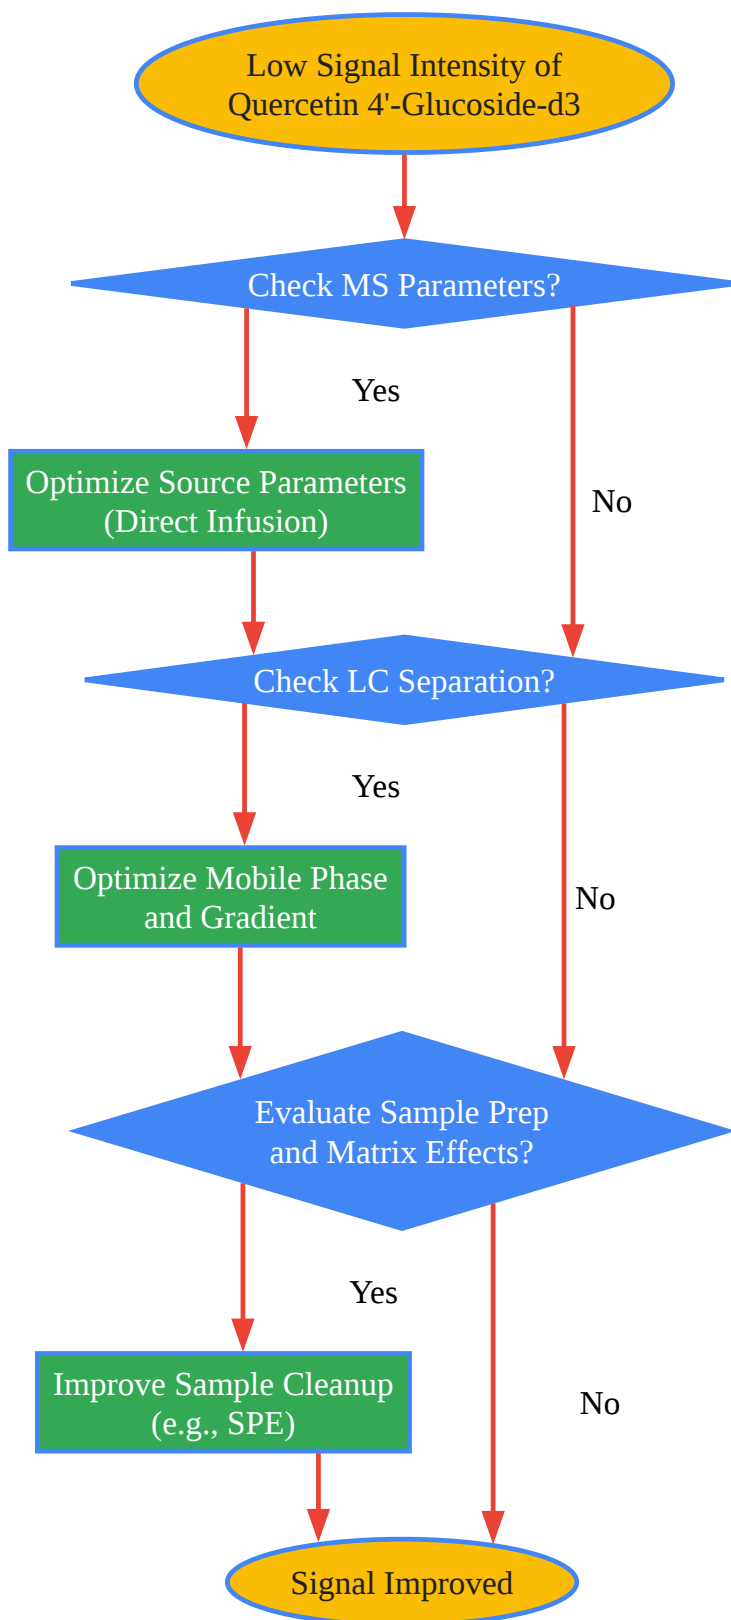 Low Signal Intensity of
Quercetin 4'-Glucoside-d3
Check MS Parameters?
Yes
Optimize Source Parameters
(Direct Infusion)
No
Check LC Separation?
Yes
Optimize Mobile Phase
and Gradient
No
Evaluate Sample Prep
and Matrix Effects?
Yes
Improve Sample Cleanup
(e.g., SPE)
No
Signal Improved